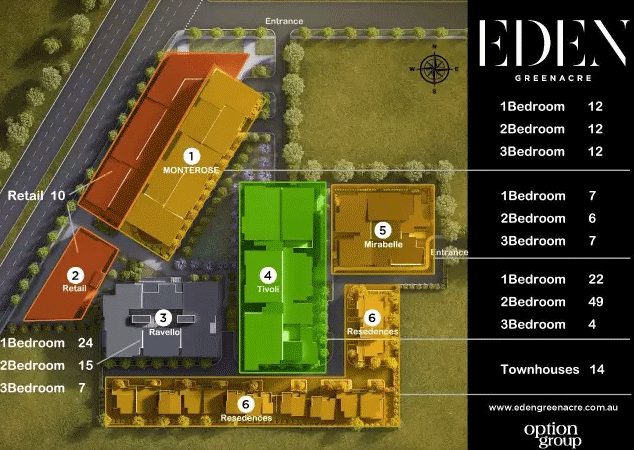 Entrance
EDEN
GREENACRE
N
W E
S
1Bedroom 12
2Bedroom 12
3Bedroom 12
1
MONTEROSE
Retail 10
1Bedroom 7
2Bedroom 6
3Bedroom 7
5
Mirabelle
Entrance
2
Retail
4
Tivoli
1Bedroom 22
2Bedroom 49
3Bedroom 4
3
Ravello
6
Resedences
1Bedroom 24
2Bedroom 15
3Bedroom 7
Townhouses 14
6
Resedences
www.edengreenacre.com.au
option
group